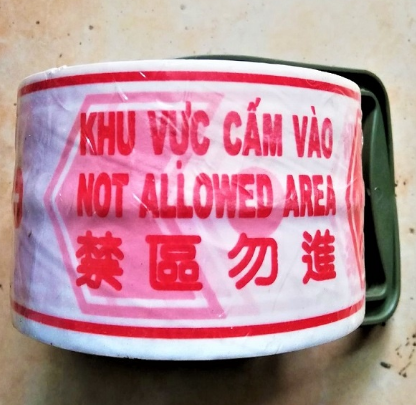 KHU VỰC CẤM VÀO
NOT ALLOWED AREA
禁區勿進